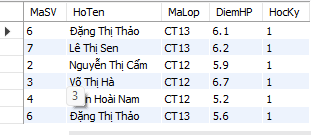 MaSV HoTen MaLop DiemHP HocKy
6 Đặng Thị Thảo CT13 6.1 1
7 Lê Thị Sen CT13 6.2 1
2 Nguyễn Thị Cẩm CT12 5.9 1
3 Võ Thị Hà CT12 6.7 1
4 Hoài Nam CT12 5.2 1
3
6 Đặng Thị Thảo CT13 5.6 1